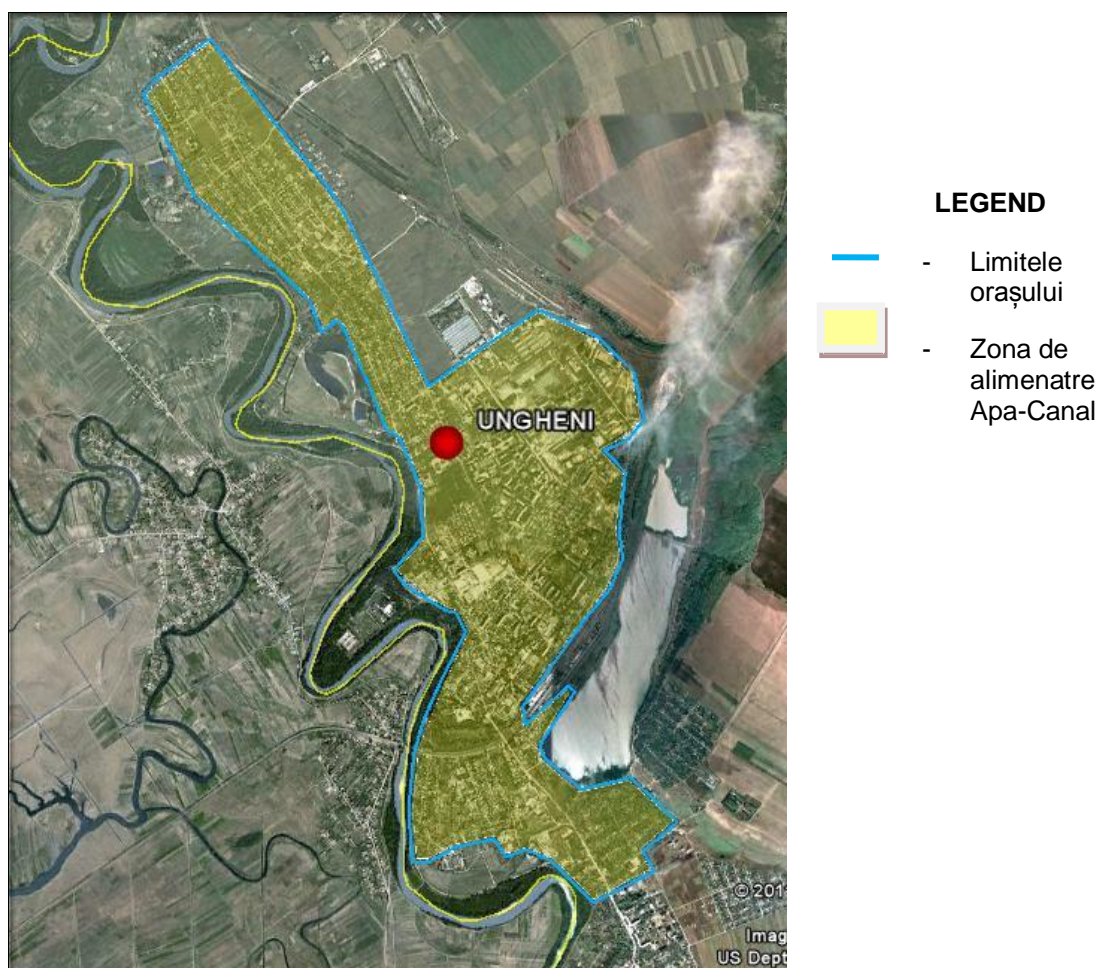 UNGHENI
© 201
Imag
US Dept
LEGEND
- Limitele
orașului
- Zona de
alimenatre
Apa-Canal